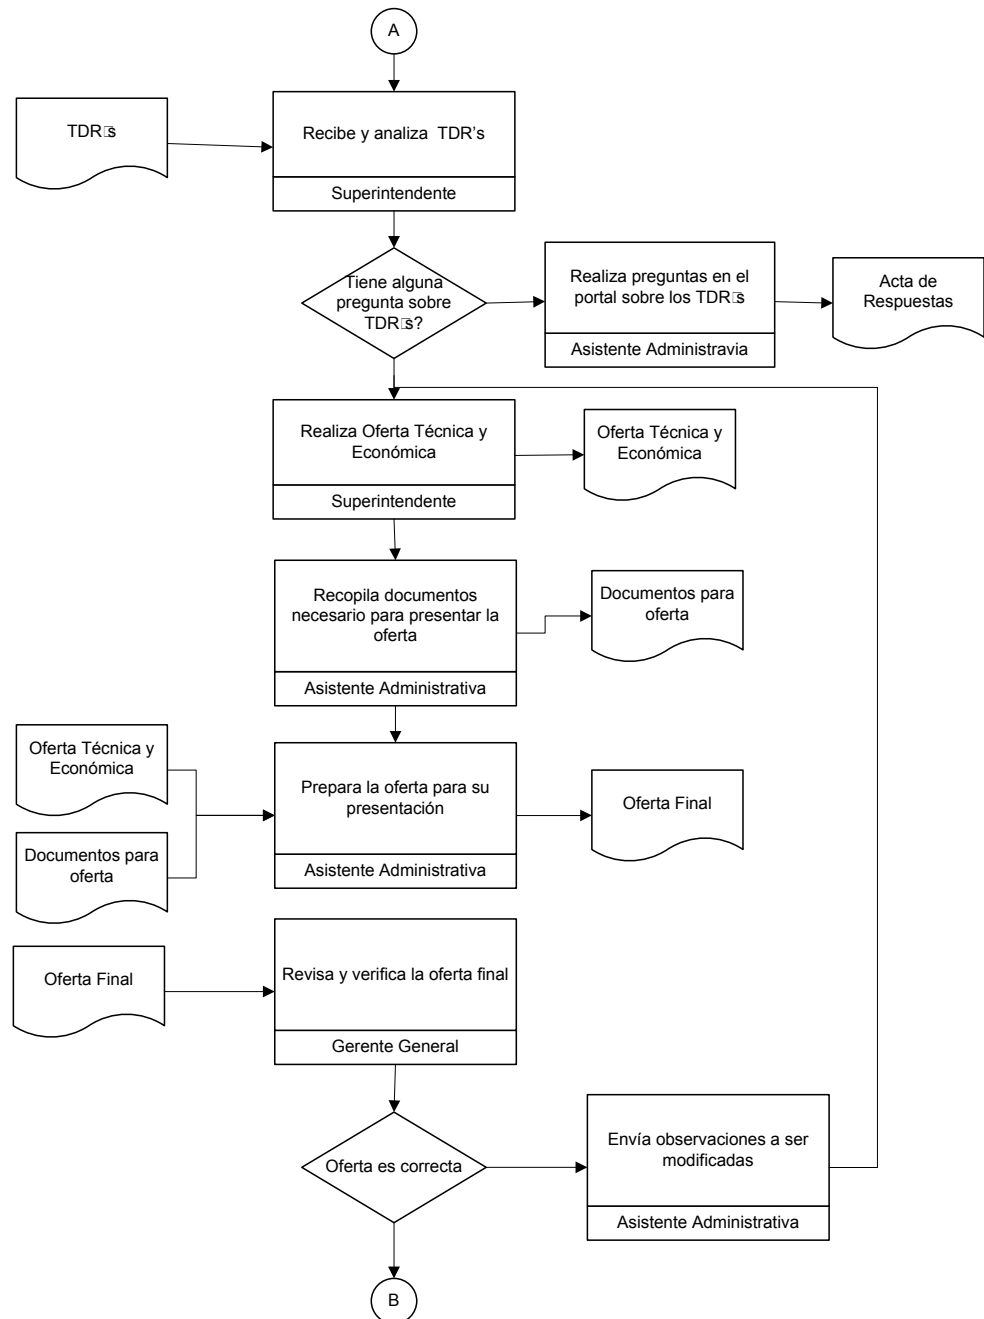 A
TDR�s
Recibe y analiza  TDR's
Superintendente
Tiene alguna
pregunta sobre
TDR�s?
Realiza preguntas en el
portal sobre los TDR�s
Asistente Administravia
Acta de
Respuestas
Realiza Oferta Técnica y
Económica
Superintendente
Oferta Técnica y
Económica
Recopila documentos
necesario para presentar la
oferta
Asistente Administrativa
Documentos para
oferta
Oferta Técnica y
Económica
Documentos para
oferta
Prepara la oferta para su
presentación
Asistente Administrativa
Oferta Final
Oferta Final
Revisa y verifica la oferta final
Gerente General
Oferta es correcta
Envía observaciones a ser
modificadas
Asistente Administrativa
B